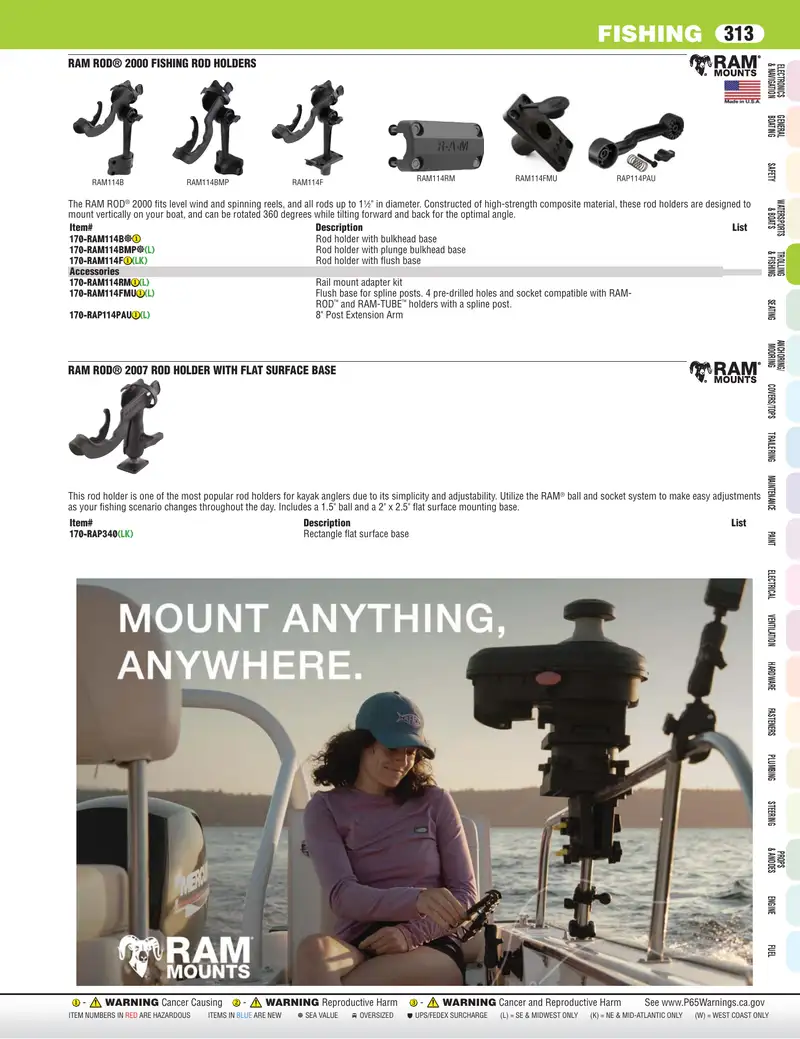 FISHING 313
RAM ROD® 2000 FISHING ROD HOLDERS
RAM®
MOUNTS
Made in U.S.A.
R·A·M
RAM114B
RAM114BMP
RAM114F
RAM114RM
RAM114FMU
RAP114PAU
The RAM ROD® 2000 fits level wind and spinning reels, and all rods up to 1½" in diameter. Constructed of high-strength composite material, these rod holders are designed to
mount vertically on your boat, and can be rotated 360 degrees while tilting forward and back for the optimal angle.
Item# Description List
170-RAM114B Rod holder with bulkhead base
170-RAM114BMP (L) Rod holder with plunge bulkhead base
170-RAM114F (LK) Rod holder with flush base
Accessories
170-RAM114RM (L) Rail mount adapter kit
170-RAM114FMU (L) Flush base for spline posts. 4 pre-drilled holes and socket compatible with RAM-
ROD™ and RAM-TUBE™ holders with a spline post.
170-RAP114PAU (L) 8" Post Extension Arm
RAM ROD® 2007 ROD HOLDER WITH FLAT SURFACE BASE
RAM®
MOUNTS
This rod holder is one of the most popular rod holders for kayak anglers due to its simplicity and adjustability. Utilize the RAM® ball and socket system to make easy adjustments
as your fishing scenario changes throughout the day. Includes a 1.5" ball and a 2" x 2.5" flat surface mounting base.
Item# Description List
170-RAP340(LK) Rectangle flat surface base
MOUNT ANYTHING,
ANYWHERE.
RAM®
MOUNTS
ELECTRONICS
& NAVIGATION
GENERAL
BOATING
SAFETY
WATERSPORTS
& BOATS
TROLLING
& FISHING
SEATING
ANCHORING/
MOORING
COVERS/TOPS
TRAILERING
MAINTENANCE
PAINT
ELECTRICAL
VENTILATION
HARDWARE
FASTENERS
PLUMBING
STEERING
PROPS
& ANODES
ENGINE
FUEL
1 - WARNING Cancer Causing 2 - WARNING Reproductive Harm 3 - WARNING Cancer and Reproductive Harm See www.P65Warnings.ca.gov
ITEM NUMBERS IN RED ARE HAZARDOUS ITEMS IN BLUE ARE NEW SEA VALUE OVERSIZED UPS/FEDEX SURCHARGE (L) = SE & MIDWEST ONLY (K) = NE & MID-ATLANTIC ONLY (W) = WEST COAST ONLY